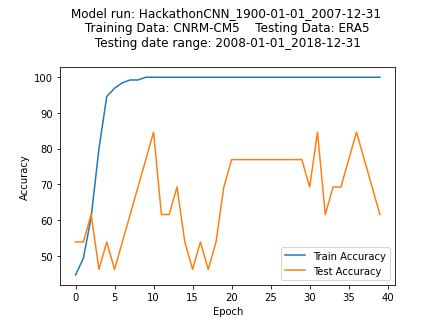 Model run: HackathonCNN_1900-01-01_2007-12-31
Training Data: CNRM-CM5    Testing Data: ERA5
Testing date range: 2008-01-01_2018-12-31
100
90
80
70
60
50
Accuracy
0 5 10 15 20 25 30 35 40
Epoch
Train Accuracy
Test Accuracy